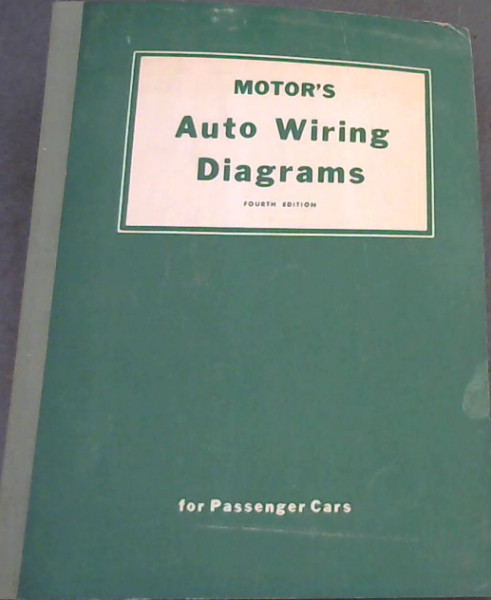 MOTOR'S
Auto Wiring
Diagrams
FOURTH EDITION
for Passenger Cars